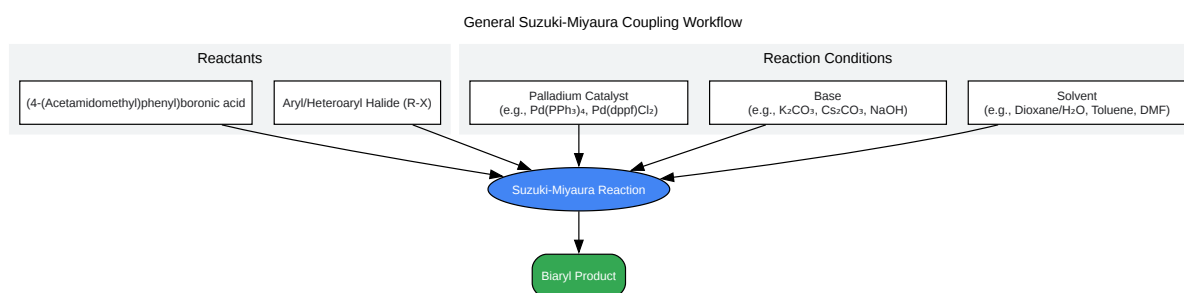 General Suzuki-Miyaura Coupling Workflow
Reactants
Reaction Conditions
(4-(Acetamidomethyl)phenyl)boronic acid
Aryl/Heteroaryl Halide (R-X)
Palladium Catalyst
(e.g., Pd(PPh₃)₄, Pd(dppf)Cl₂)
Base
(e.g., K₂CO₃, Cs₂CO₃, NaOH)
Solvent
(e.g., Dioxane/H₂O, Toluene, DMF)
Suzuki-Miyaura Reaction
Biaryl Product